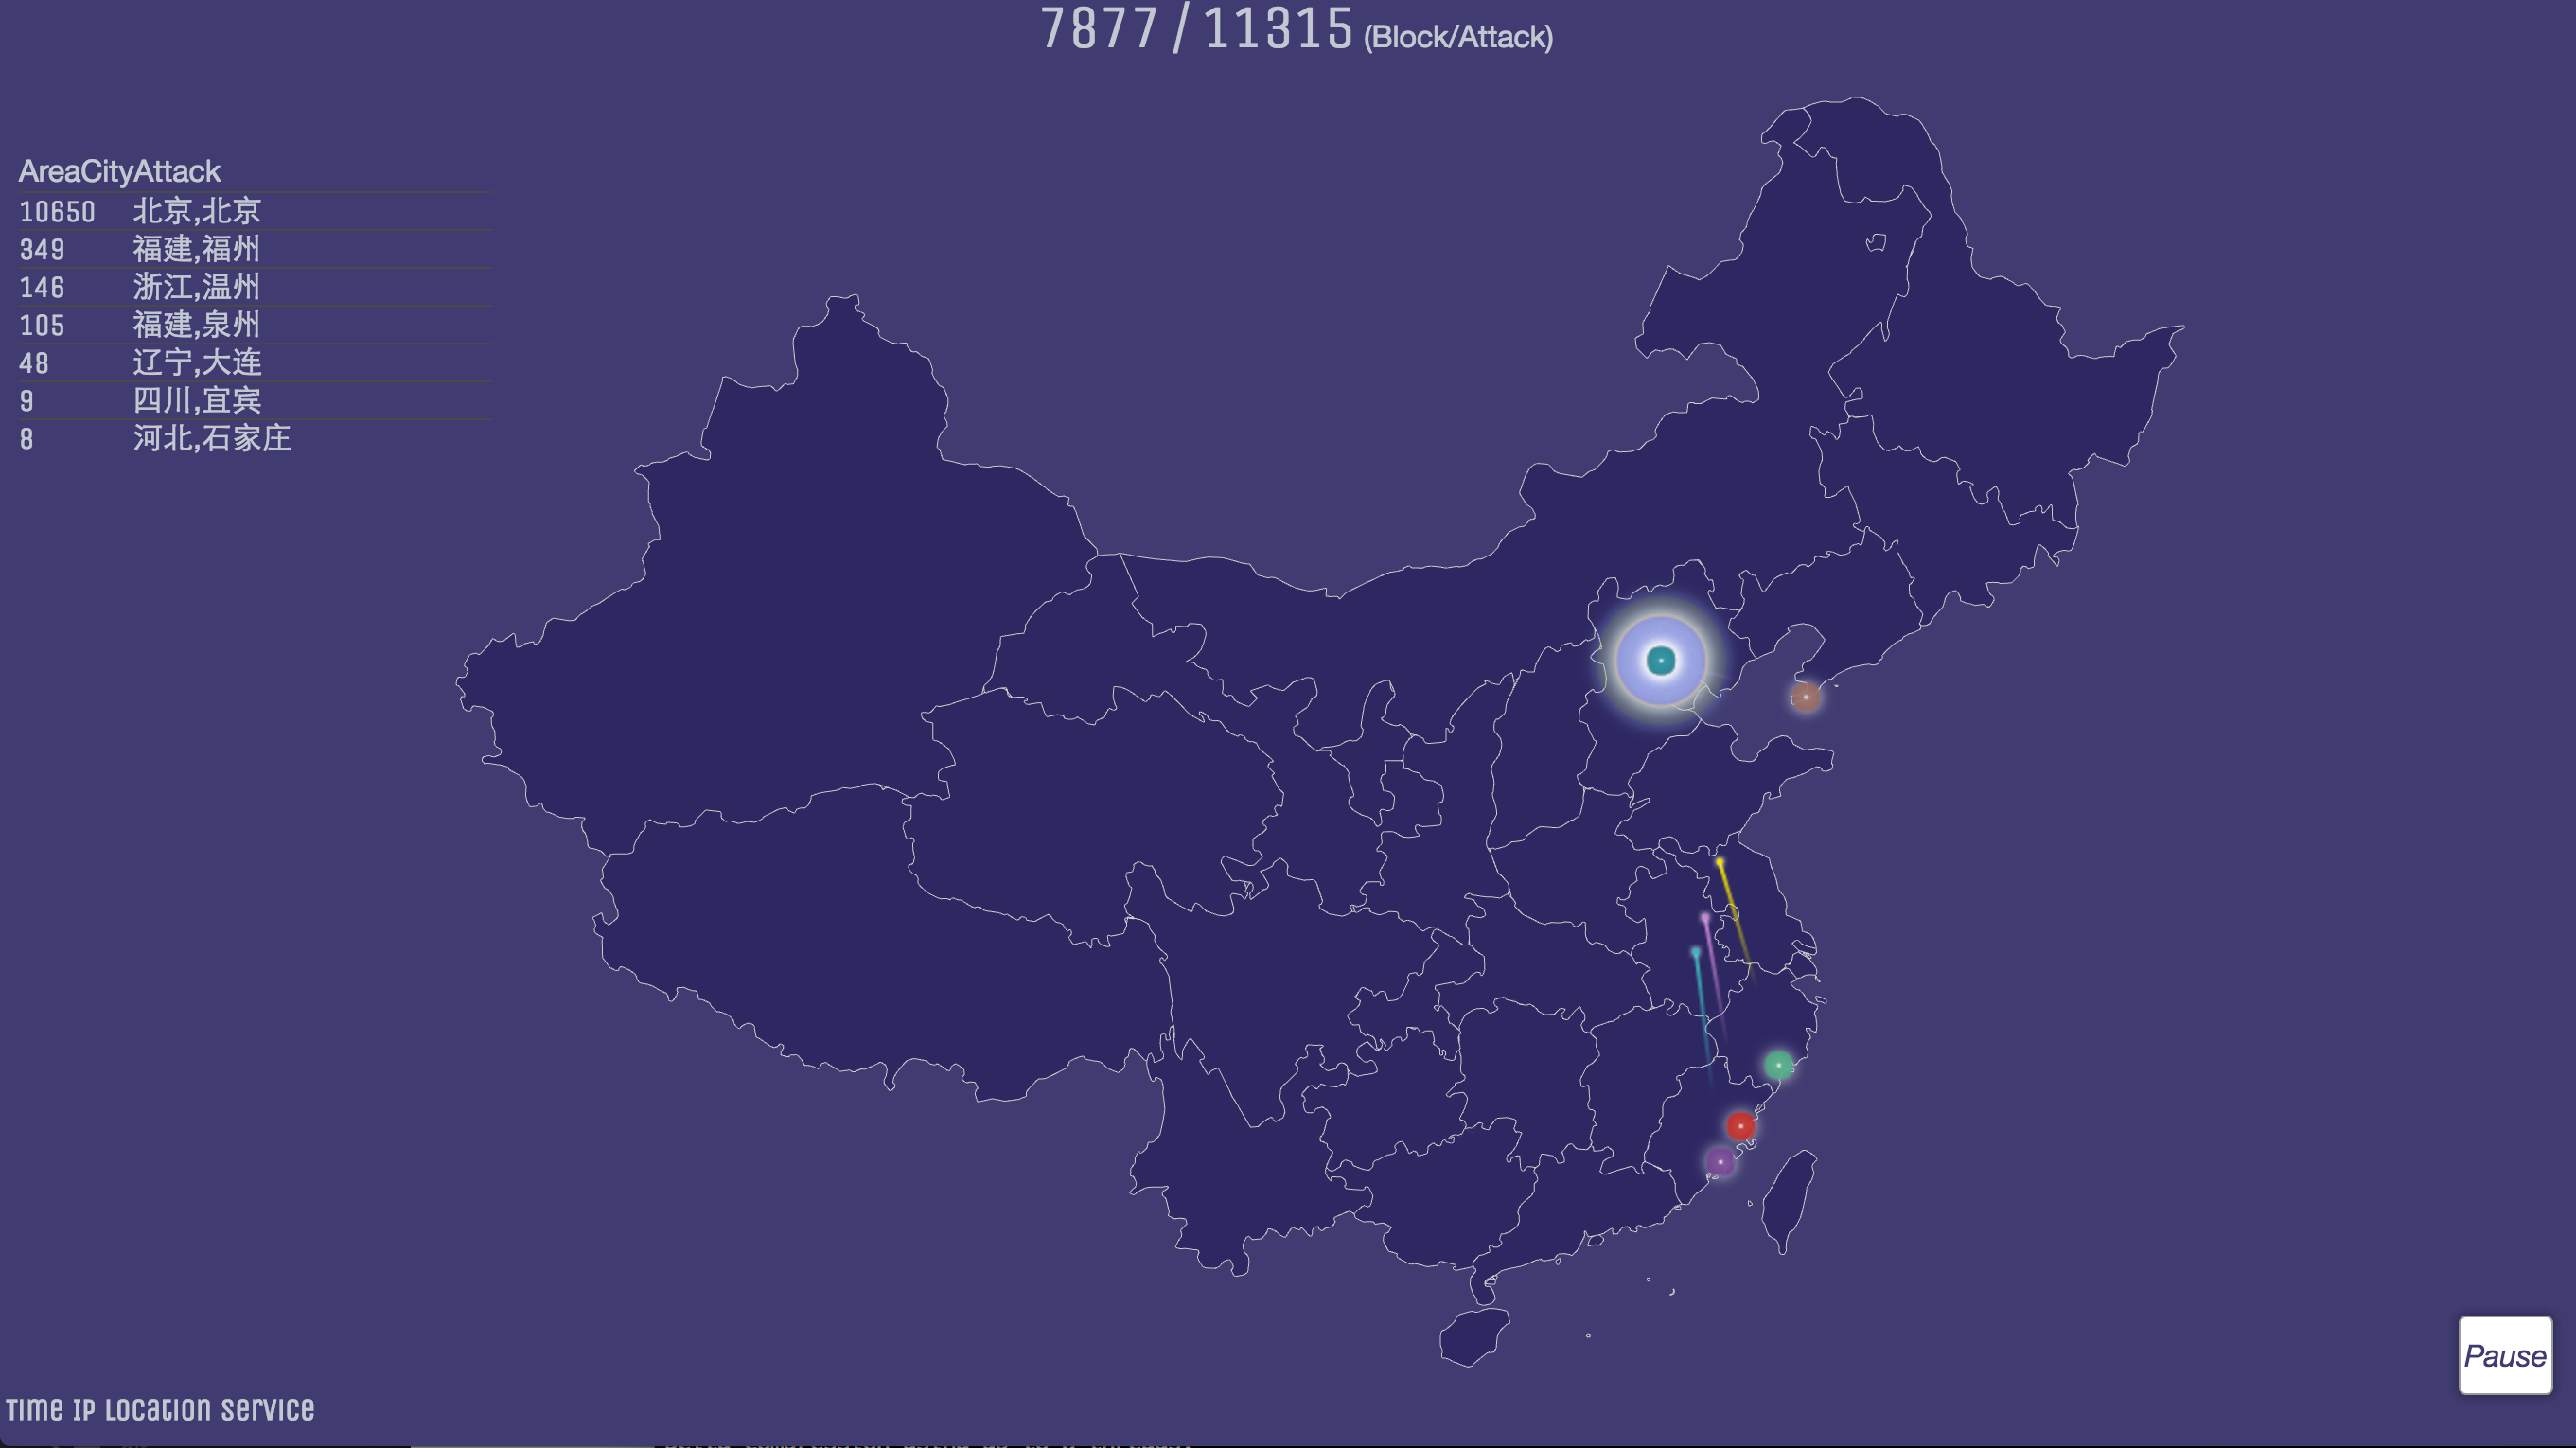 7877 / 11315 (Block/Attack)
AreaCityAttack
10650 北京,北京
349 福建,福州
146 浙江,温州
105 福建,泉州
48 辽宁,大连
9 四川,宜宾
8 河北,石家庄
Pause
Time IP Location Service